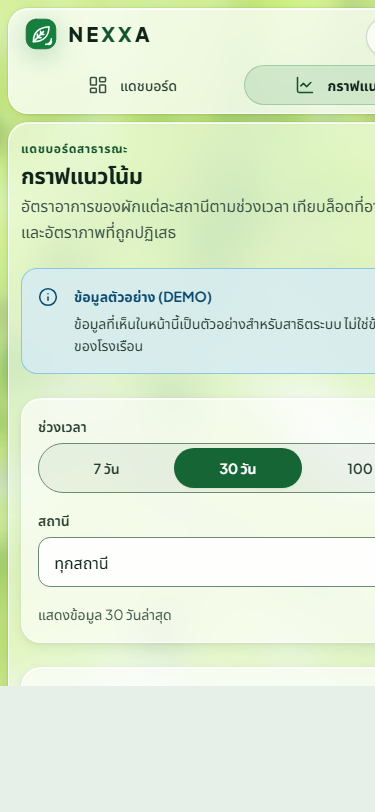 NEXXA
แดชบอร์ด
กราฟแนวโน้ม
แดชบอร์ดสาธารณะ
กราฟแนวโน้ม
อัตราอาการของผักแต่ละสถานีตามช่วงเวลา เทียบล็อตที่
และอัตราภาพที่ถูกปฏิเสธ
ข้อมูลตัวอย่าง (DEMO)
ข้อมูลที่เห็นในหน้านี้เป็นตัวอย่างสำหรับสาธิตระบบ ไม่ใช่
ของโรงเรือน
ช่วงเวลา
7 วัน
30 วัน
100
สถานี
ทุกสถานี
แสดงข้อมูล 30 วันล่าสุด